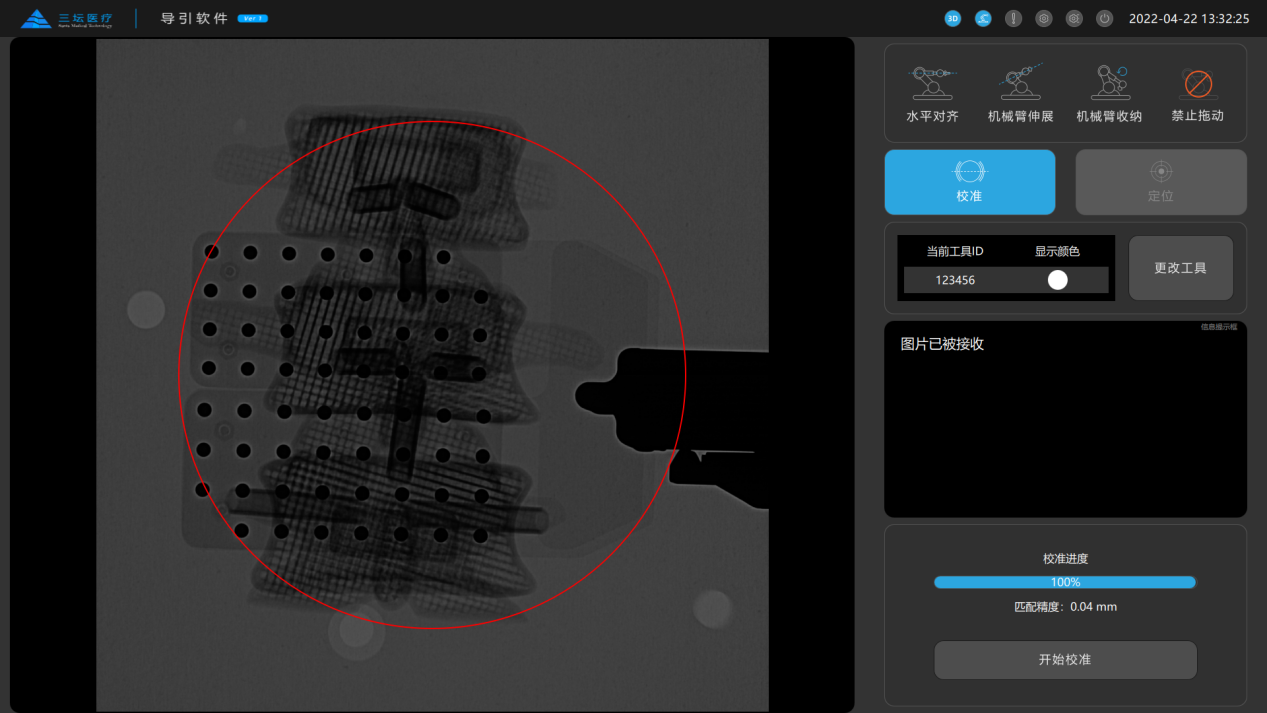 三坛医疗
Santa Medical Technology
导引软件
Ver 1
3D
2022-04-22 13:32:25
水平对齐
机械臂伸展
机械臂收纳
禁止拖动
校准
定位
当前工具ID
显示颜色
123456
更改工具
信息提示框
图片已被接收
校准进度
100%
匹配精度：0.04 mm
开始校准